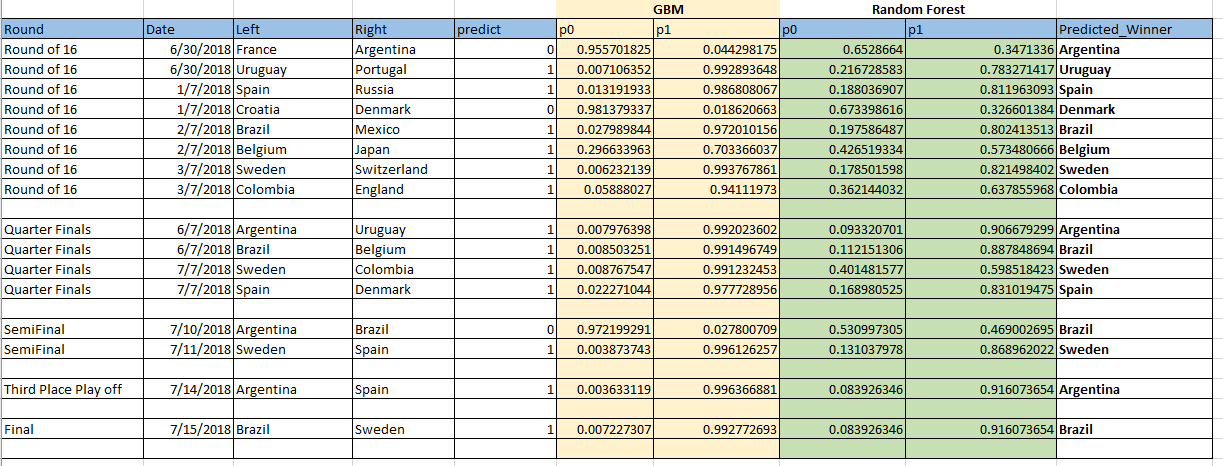 GBM Random Forest
Round Date Left Right predict p0 p1 p0 p1 Predicted_Winner
Round of 16 6/30/2018 France Argentina 0 0.955701825 0.044298175 0.6528664 0.3471336 Argentina
Round of 16 6/30/2018 Uruguay Portugal 1 0.007106352 0.992893648 0.216728583 0.783271417 Uruguay
Round of 16 1/7/2018 Spain Russia 1 0.013191933 0.986808067 0.188036907 0.811963093 Spain
Round of 16 1/7/2018 Croatia Denmark 0 0.981379337 0.018620663 0.673398616 0.326601384 Denmark
Round of 16 2/7/2018 Brazil Mexico 1 0.027989844 0.972010156 0.197586487 0.802413513 Brazil
Round of 16 2/7/2018 Belgium Japan 1 0.296633963 0.703366037 0.426519334 0.573480666 Belgium
Round of 16 3/7/2018 Sweden Switzerland 1 0.006232139 0.993767861 0.178501598 0.821498402 Sweden
Round of 16 3/7/2018 Colombia England 1 0.05888027 0.94111973 0.362144032 0.637855968 Colombia
Quarter Finals 6/7/2018 Argentina Uruguay 1 0.007976398 0.992023602 0.093320701 0.906679299 Argentina
Quarter Finals 6/7/2018 Brazil Belgium 1 0.008503251 0.991496749 0.112151306 0.887848694 Brazil
Quarter Finals 7/7/2018 Sweden Colombia 1 0.008767547 0.991232453 0.401481577 0.598518423 Sweden
Quarter Finals 7/7/2018 Spain Denmark 1 0.022271044 0.977728956 0.168980525 0.831019475 Spain
SemiFinal 7/10/2018 Argentina Brazil 0 0.972199291 0.027800709 0.530997305 0.469002695 Brazil
SemiFinal 7/11/2018 Sweden Spain 1 0.003873743 0.996126257 0.131037978 0.868962022 Sweden
Third Place Play off 7/14/2018 Argentina Spain 1 0.003633119 0.996366881 0.083926346 0.916073654 Argentina
Final 7/15/2018 Brazil Sweden 1 0.007227307 0.992772693 0.083926346 0.916073654 Brazil